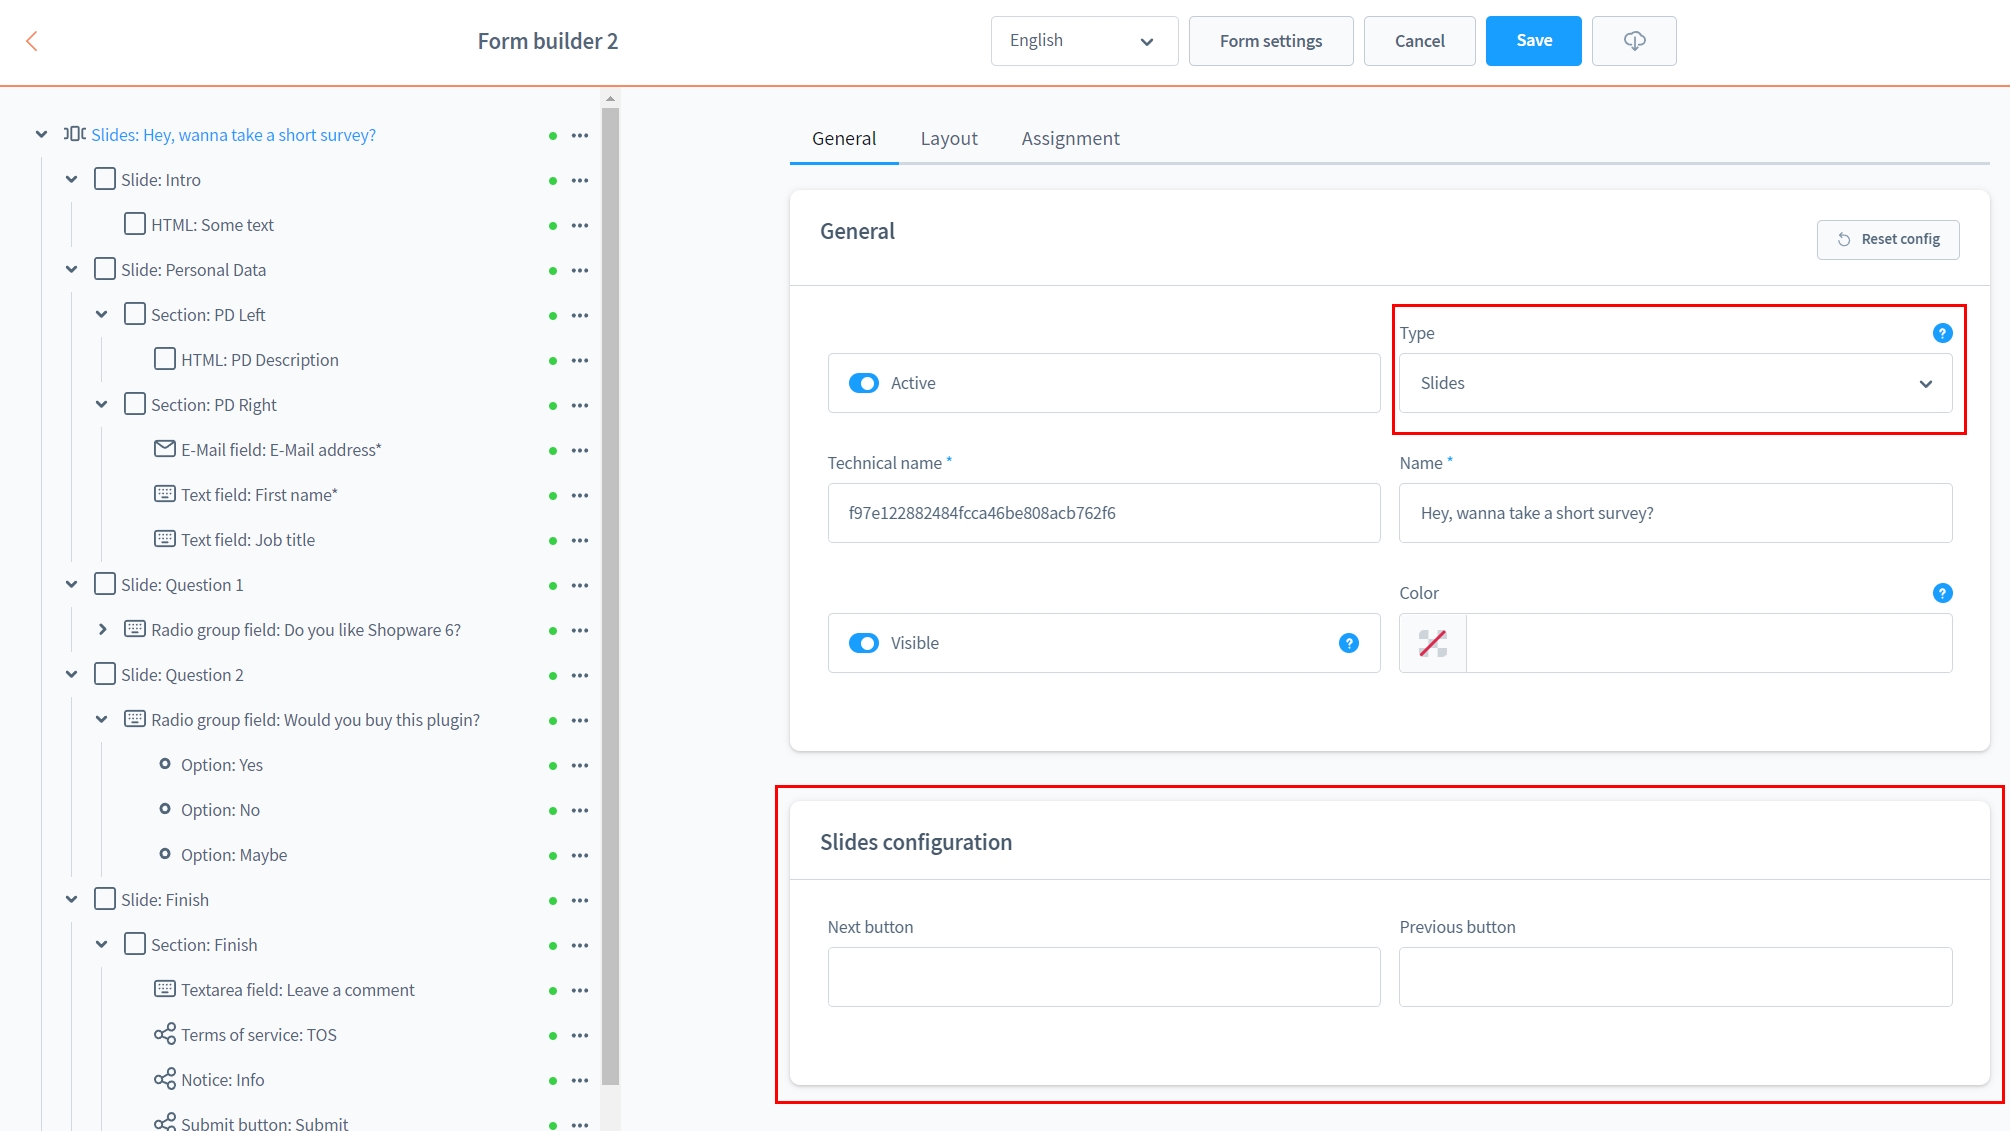 Form builder 2
English
Form settings
Cancel
Save
Slides: Hey, wanna take a short survey?
Slide: Intro
HTML: Some text
Slide: Personal Data
Section: PD Left
HTML: PD Description
Section: PD Right
E-Mail field: E-Mail address*
Text field: First name*
Text field: Job title
Slide: Question 1
Radio group field: Do you like Shopware 6?
Slide: Question 2
Radio group field: Would you buy this plugin?
Option: Yes
Option: No
Option: Maybe
Slide: Finish
Section: Finish
Textarea field: Leave a comment
Terms of service: TOS
Notice: Info
Submit button: Submit
General
Layout
Assignment
General
Reset config
Type
?
Active
Slides
Technical name *
Name *
f97e122882484fcca46be808acb762f6
Hey, wanna take a short survey?
Color
?
Visible
?
Slides configuration
Next button
Previous button